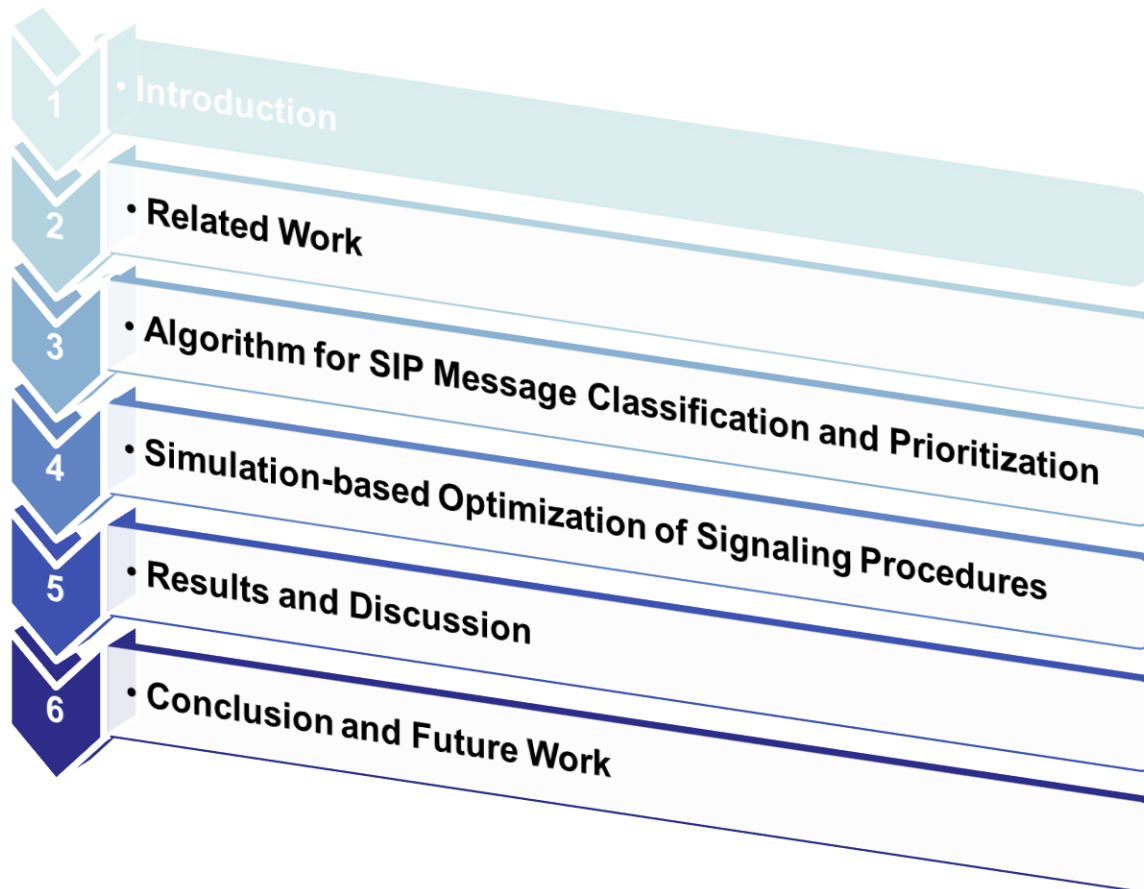 1
• Introduction
2
• Related Work
3
• Algorithm for SIP Message Classification and Prioritization
4
• Simulation-based Optimization of Signaling Procedures
5
• Results and Discussion
6
• Conclusion and Future Work